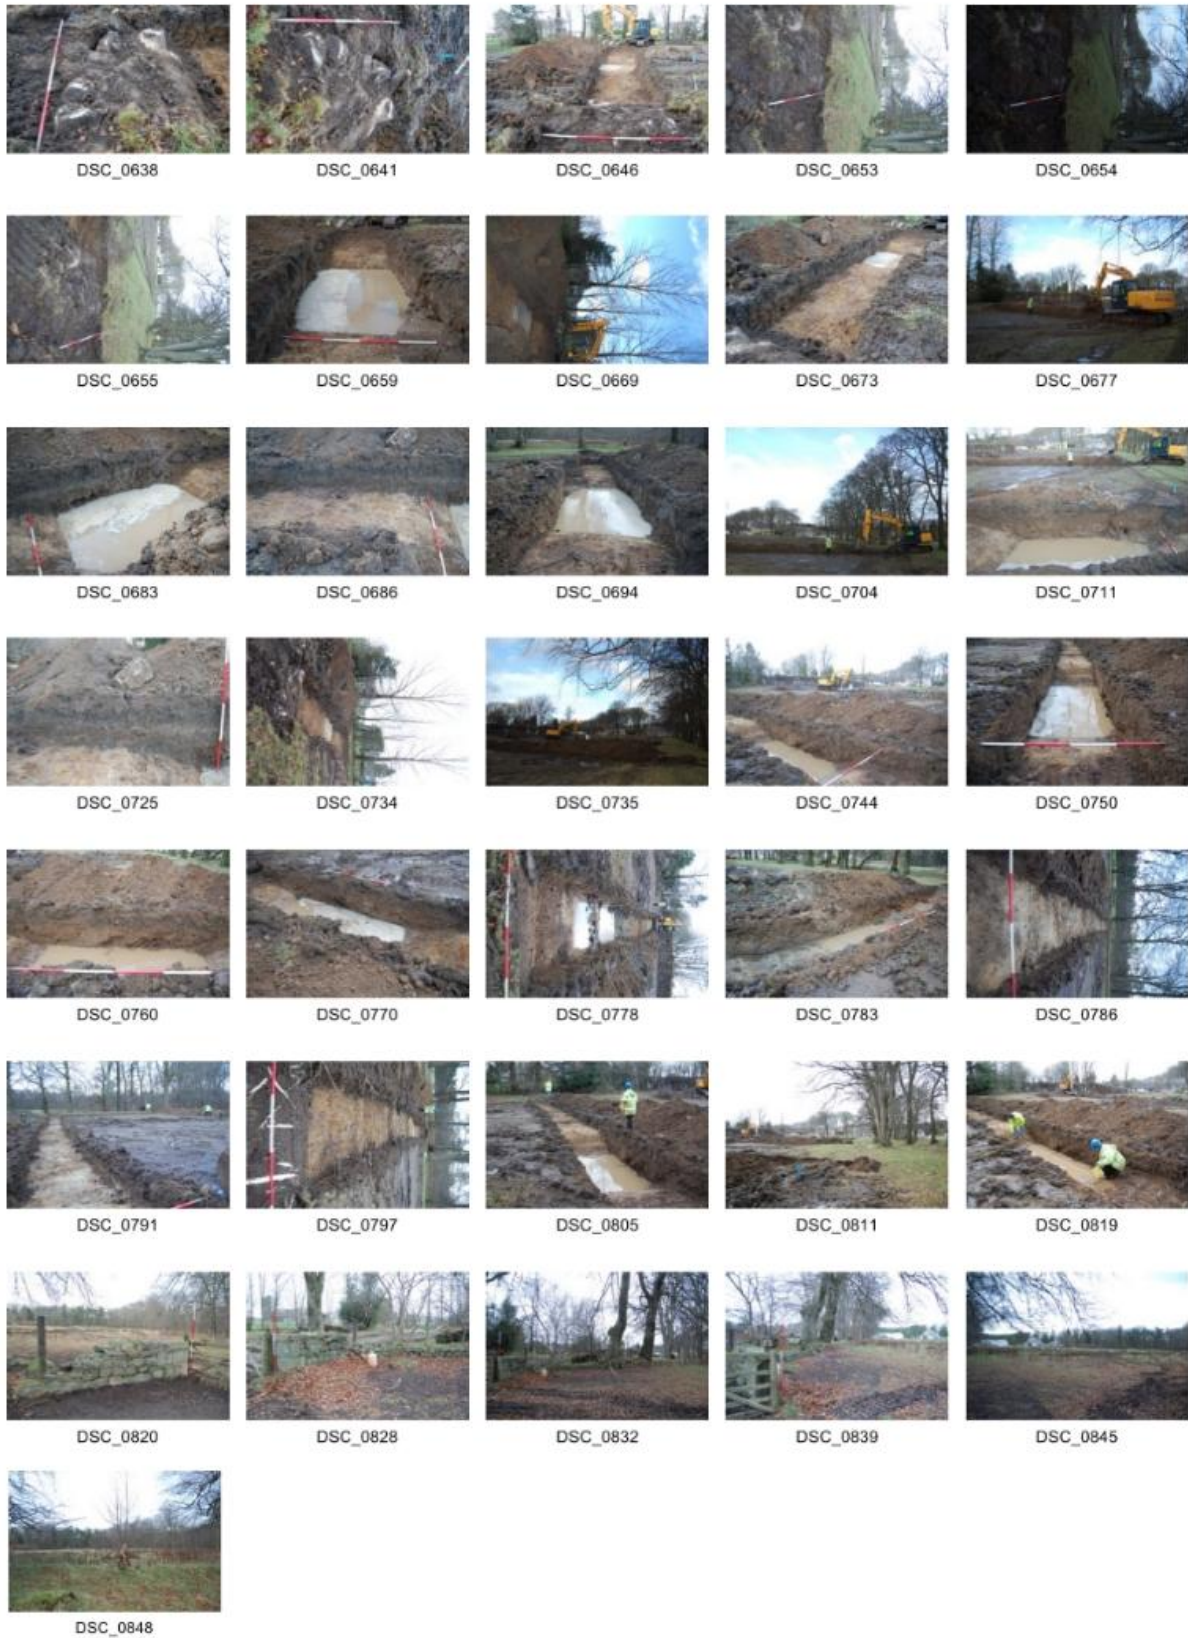 DSC_0638 DSC_0641 DSC_0646 DSC_0653 DSC_0654
DSC_0655 DSC_0659 DSC_0669 DSC_0673 DSC_0677
DSC_0683 DSC_0686 DSC_0694 DSC_0704 DSC_0711
DSC_0725 DSC_0734 DSC_0735 DSC_0744 DSC_0750
DSC_0760 DSC_0770 DSC_0778 DSC_0783 DSC_0786
DSC_0791 DSC_0797 DSC_0805 DSC_0811 DSC_0819
DSC_0820 DSC_0828 DSC_0832 DSC_0839 DSC_0845
DSC_0848